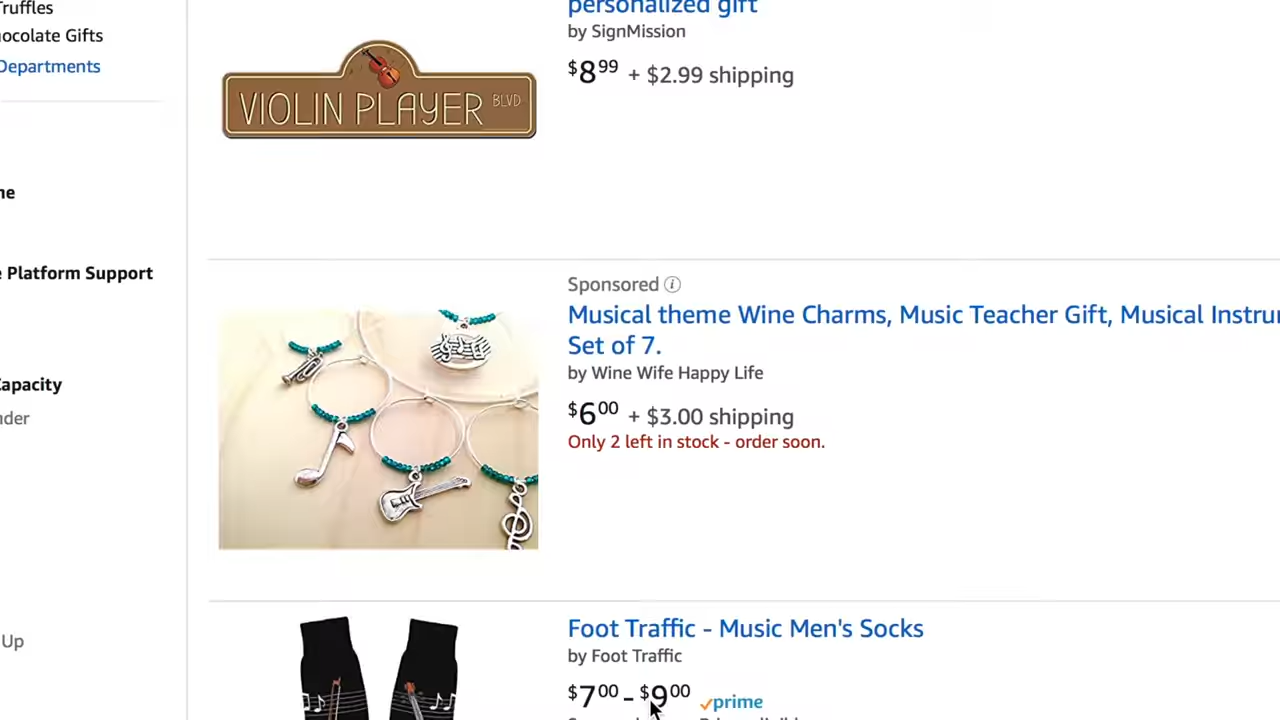 Truffles
ocolate Gifts
Departments
ne
e Platform Support
Capacity
nder
Up
personalized gift
by SignMission
$8.99 + $2.99 shipping
VIOLIN PLAYER BLVD
Sponsored
Musical theme Wine Charms, Music Teacher Gift, Musical Instru
Set of 7.
by Wine Wife Happy Life
$6.00 + $3.00 shipping
Only 2 left in stock - order soon.
Foot Traffic - Music Men's Socks
by Foot Traffic
$7.00 - $9.00 prime